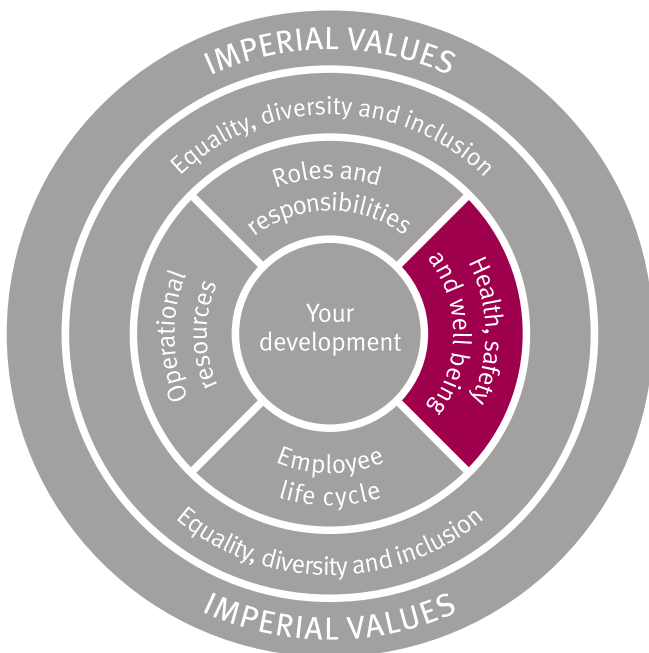 IMPERIAL VALUES
Equality, diversity and inclusion
Roles and
responsibilities
Operational
resources
Your
development
Health, safety
and well being
Employee
life cycle
Equality, diversity and inclusion
IMPERIAL VALUES